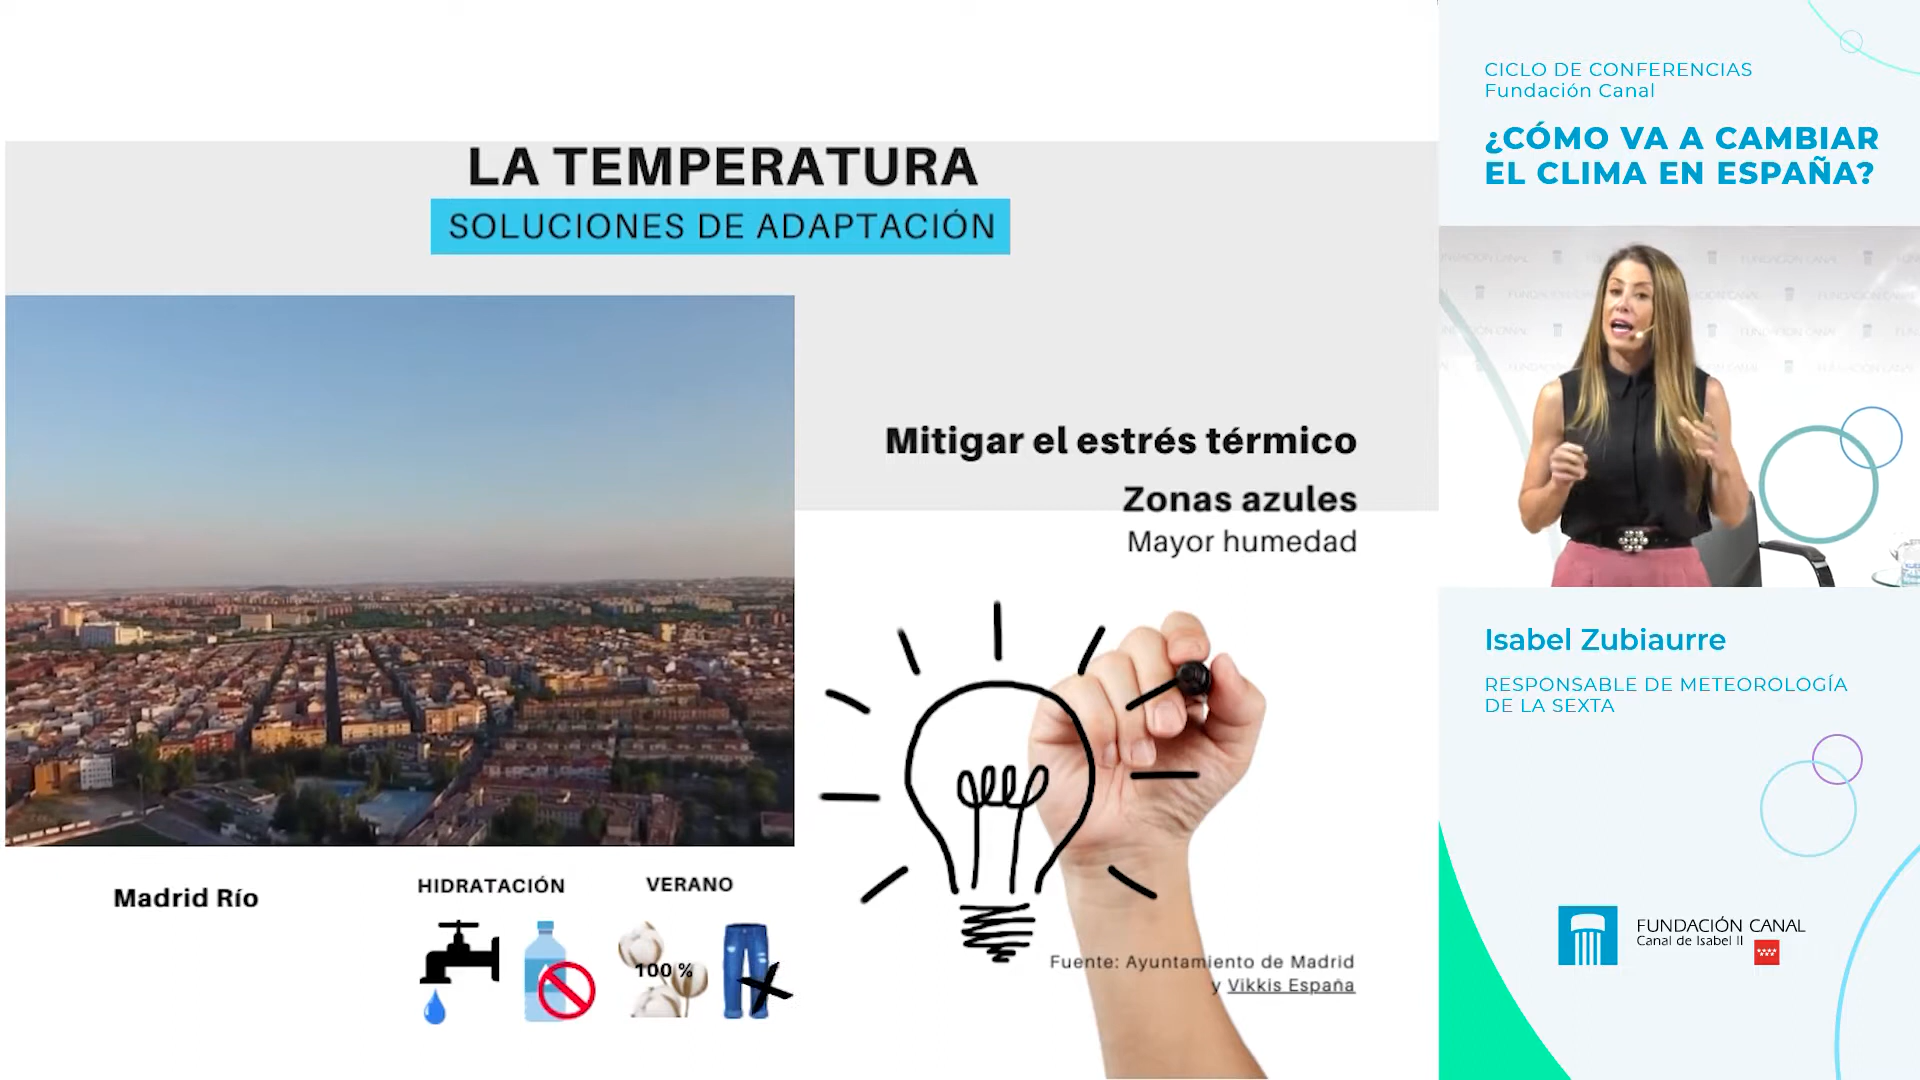 LA TEMPERATURA
SOLUCIONES DE ADAPTACIÓN
Mitigar el estrés térmico
Zonas azules
Mayor humedad
Madrid Río
HIDRATACIÓN
VERANO
100 %
Fuente: Ayuntamiento de Madrid
y Vikkis España
CICLO DE CONFERENCIAS
Fundación Canal
¿CÓMO VA A CAMBIAR
EL CLIMA EN ESPAÑA?
Isabel Zubiaurre
RESPONSABLE DE METEOROLOGÍA
DE LA SEXTA
FUNDACIÓN CANAL
Canal de Isabel II